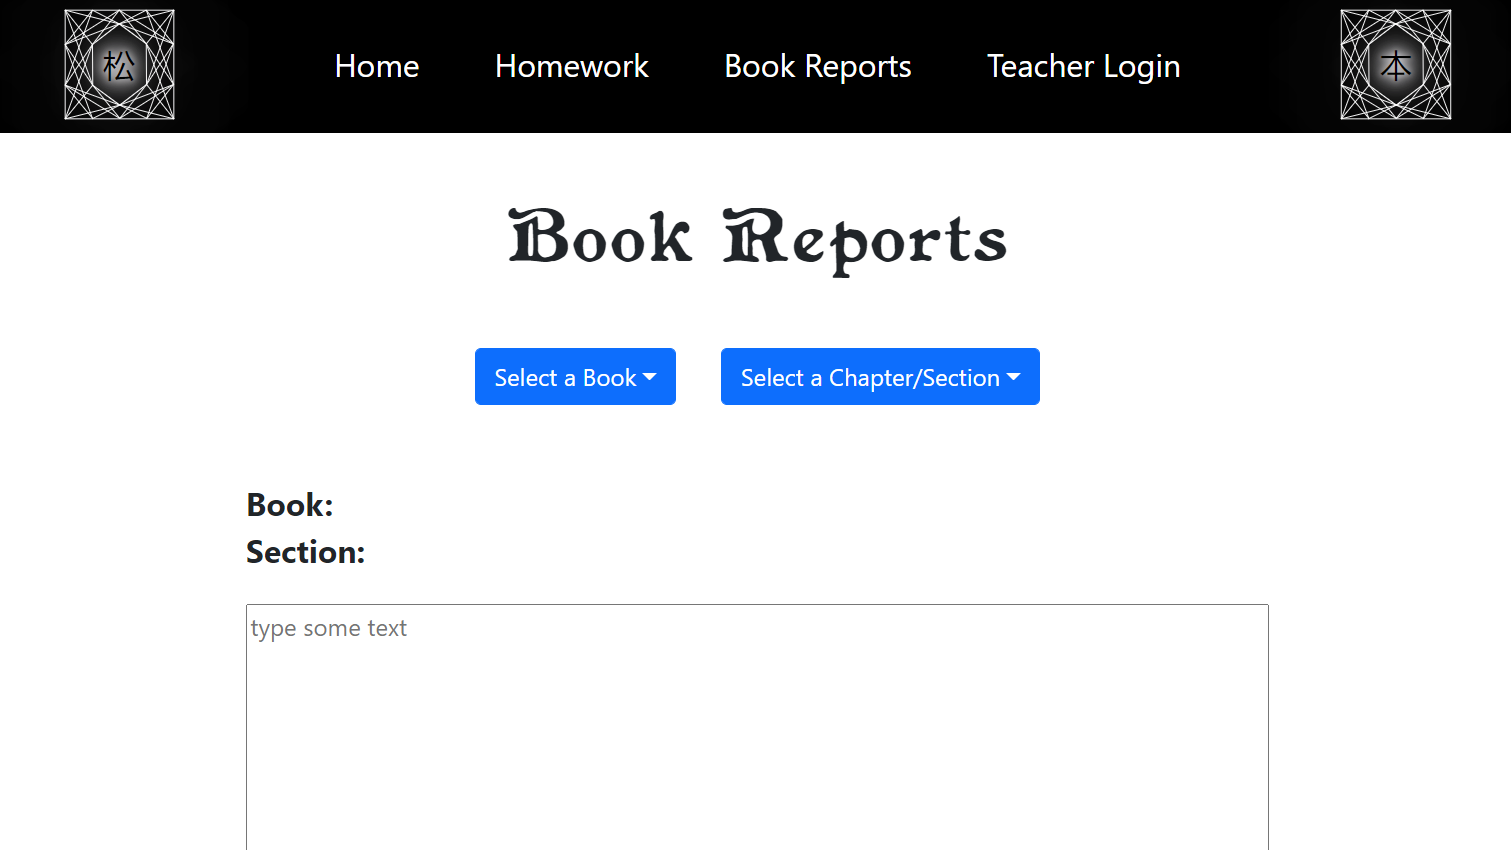 松 Home Homework Book Reports Teacher Login 本
Book Reports
Select a Book Select a Chapter/Section
Book:
Section:
type some text